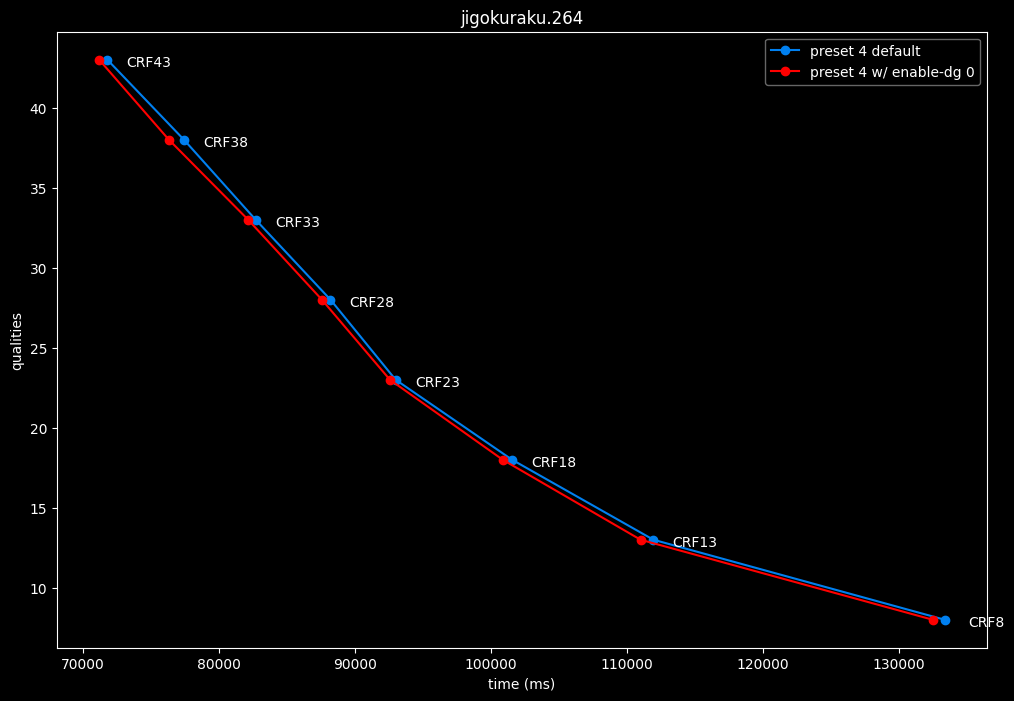 jigokuraku.264
preset 4 default
preset 4 w/ enable-dg 0
CRF43
CRF38
CRF33
CRF28
CRF23
CRF18
CRF13
CRF8
qualities
40
35
30
25
20
15
10
70000
80000
90000
100000
110000
120000
130000
time (ms)